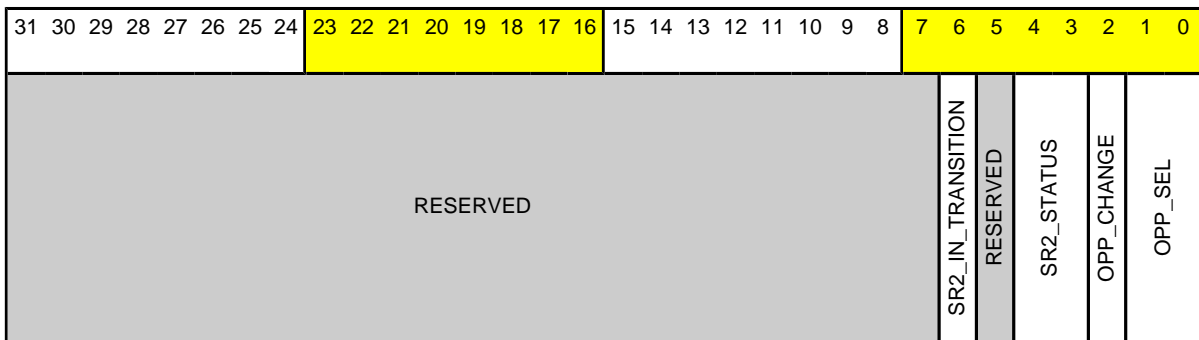 31 30 29 28 27 26 25 24 23 22 21 20 19 18 17 16 15 14 13 12 11 10 9 8 7 6 5 4 3 2 1 0
RESERVED
SR2_IN_TRANSITION
RESERVED
SR2_STATUS
OPP_CHANGE
OPP_SEL